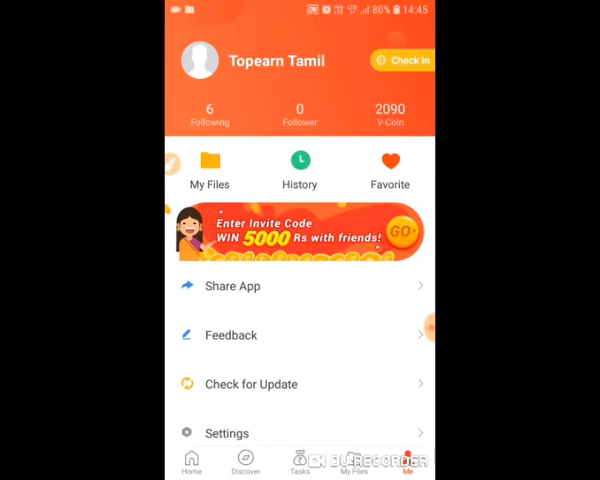 80% 14:45
Topearn Tamil
Check In
6 0 2090
Following Follower V-Coin
My Files History Favorite
Enter Invite Code
WIN 5000 Rs with friends!
GO
Share App
Feedback
Check for Update
Settings
DU RECORDER
Home Discover Tasks My Files Me